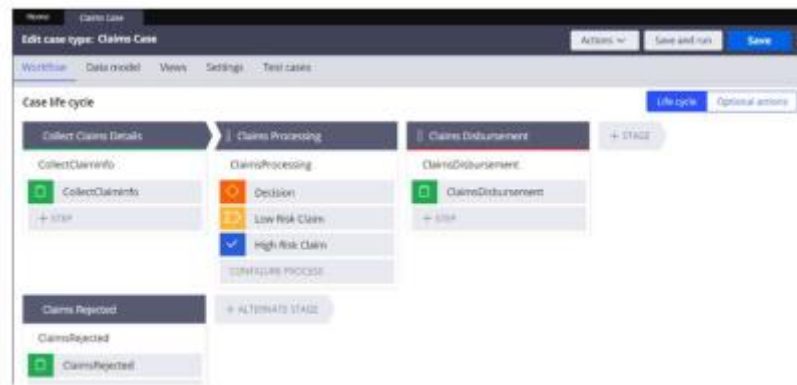 Home Claims Case
Edit case type: Claims Case Actions Save and run Save
Workflow Data model Views Settings Test cases
Case life cycle Life cycle Optional actions
Collect Claims Details Claims Processing Claims Disbursement + STAGE
CollectClaimInfo ClaimsProcessing ClaimsDisbursement
CollectClaimInfo Decision ClaimsDisbursement
+ STEP Low Risk Claim + STEP
High Risk Claim
CONFIGURE PROCESS
Claims Rejected + ALTERNATE STAGE
ClaimsRejected
ClaimsRejected